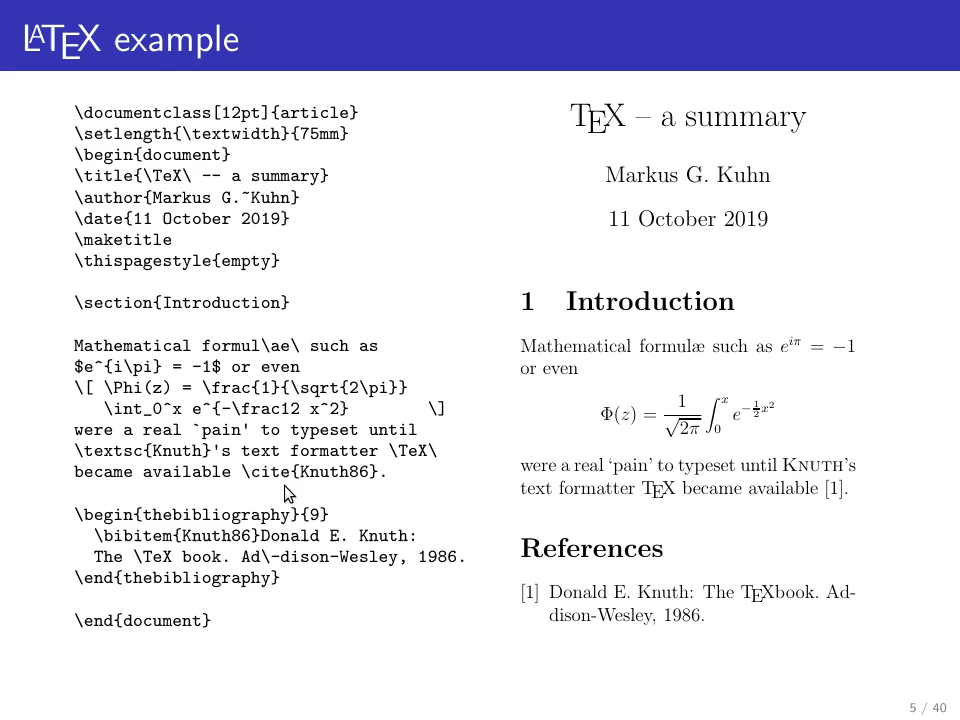 LATEX example
\documentclass[12pt]{article}
\setlength{\textwidth}{75mm}
\begin{document}
\title{\TeX\ -- a summary}
\author{Markus G.~Kuhn}
\date{11 October 2019}
\maketitle
\thispagestyle{empty}
\section{Introduction}
Mathematical formul\ae\ such as
$e^{i\pi} = -1$ or even
\[ \Phi(z) = \frac{1}{\sqrt{2\pi}}
\int_0^x e^{-\frac12 x^2} \]
were a real `pain' to typeset until
\textsc{Knuth}'s text formatter \TeX\
became available \cite{Knuth86}.
\begin{thebibliography}{9}
\bibitem{Knuth86}Donald E. Knuth:
The \TeX book. Ad\-dison-Wesley, 1986.
\end{thebibliography}
\end{document}
TEX – a summary
Markus G. Kuhn
11 October 2019
1 Introduction
Mathematical formulæ such as e^{iπ} = −1
or even
Φ(z) = 1/√2π ∫_0^x e^{−½x²}
were a real ‘pain’ to typeset until KNUTH’s
text formatter TEX became available [1].
References
[1] Donald E. Knuth: The TEXbook. Ad-
dison-Wesley, 1986.
5 / 40